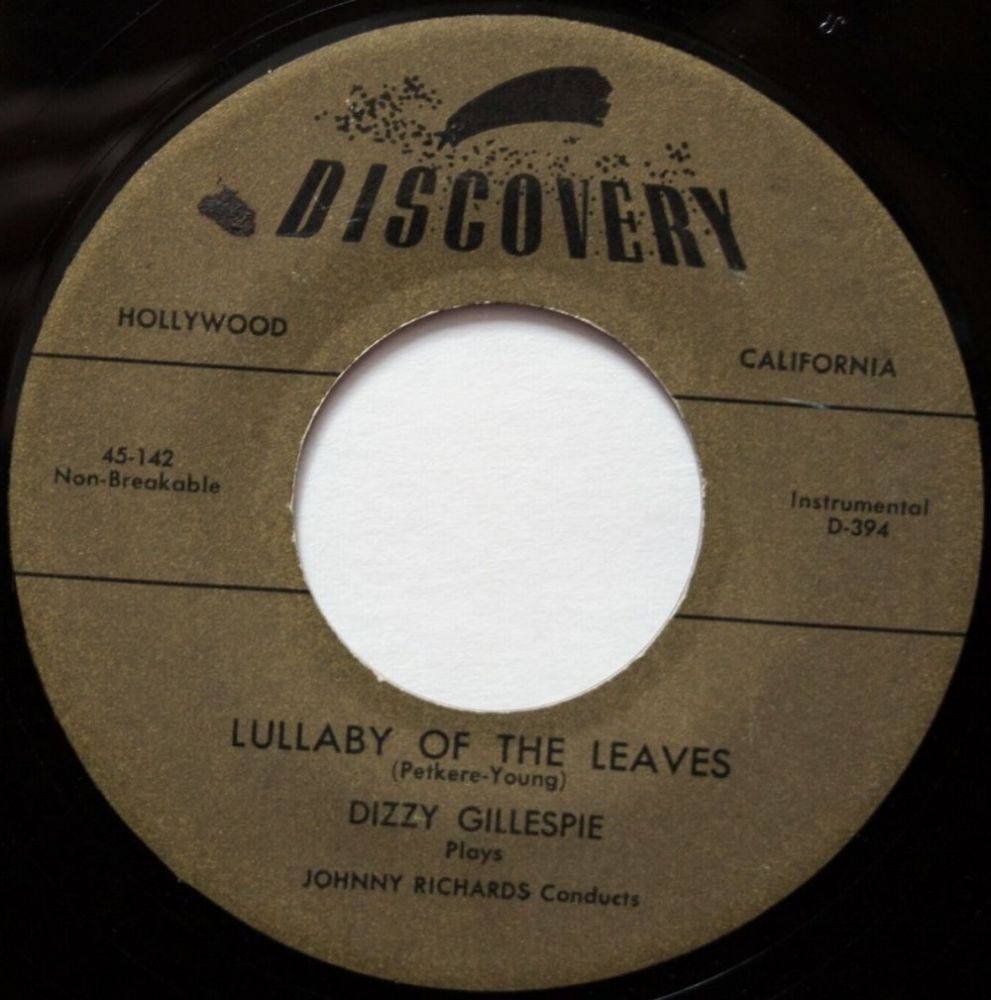 DISCOVERY
HOLLYWOOD
CALIFORNIA
45-142
Non-Breakable
Instrumental
D-394
LULLABY OF THE LEAVES
(Petkere-Young)
DIZZY GILLESPIE
Plays
JOHNNY RICHARDS Conducts